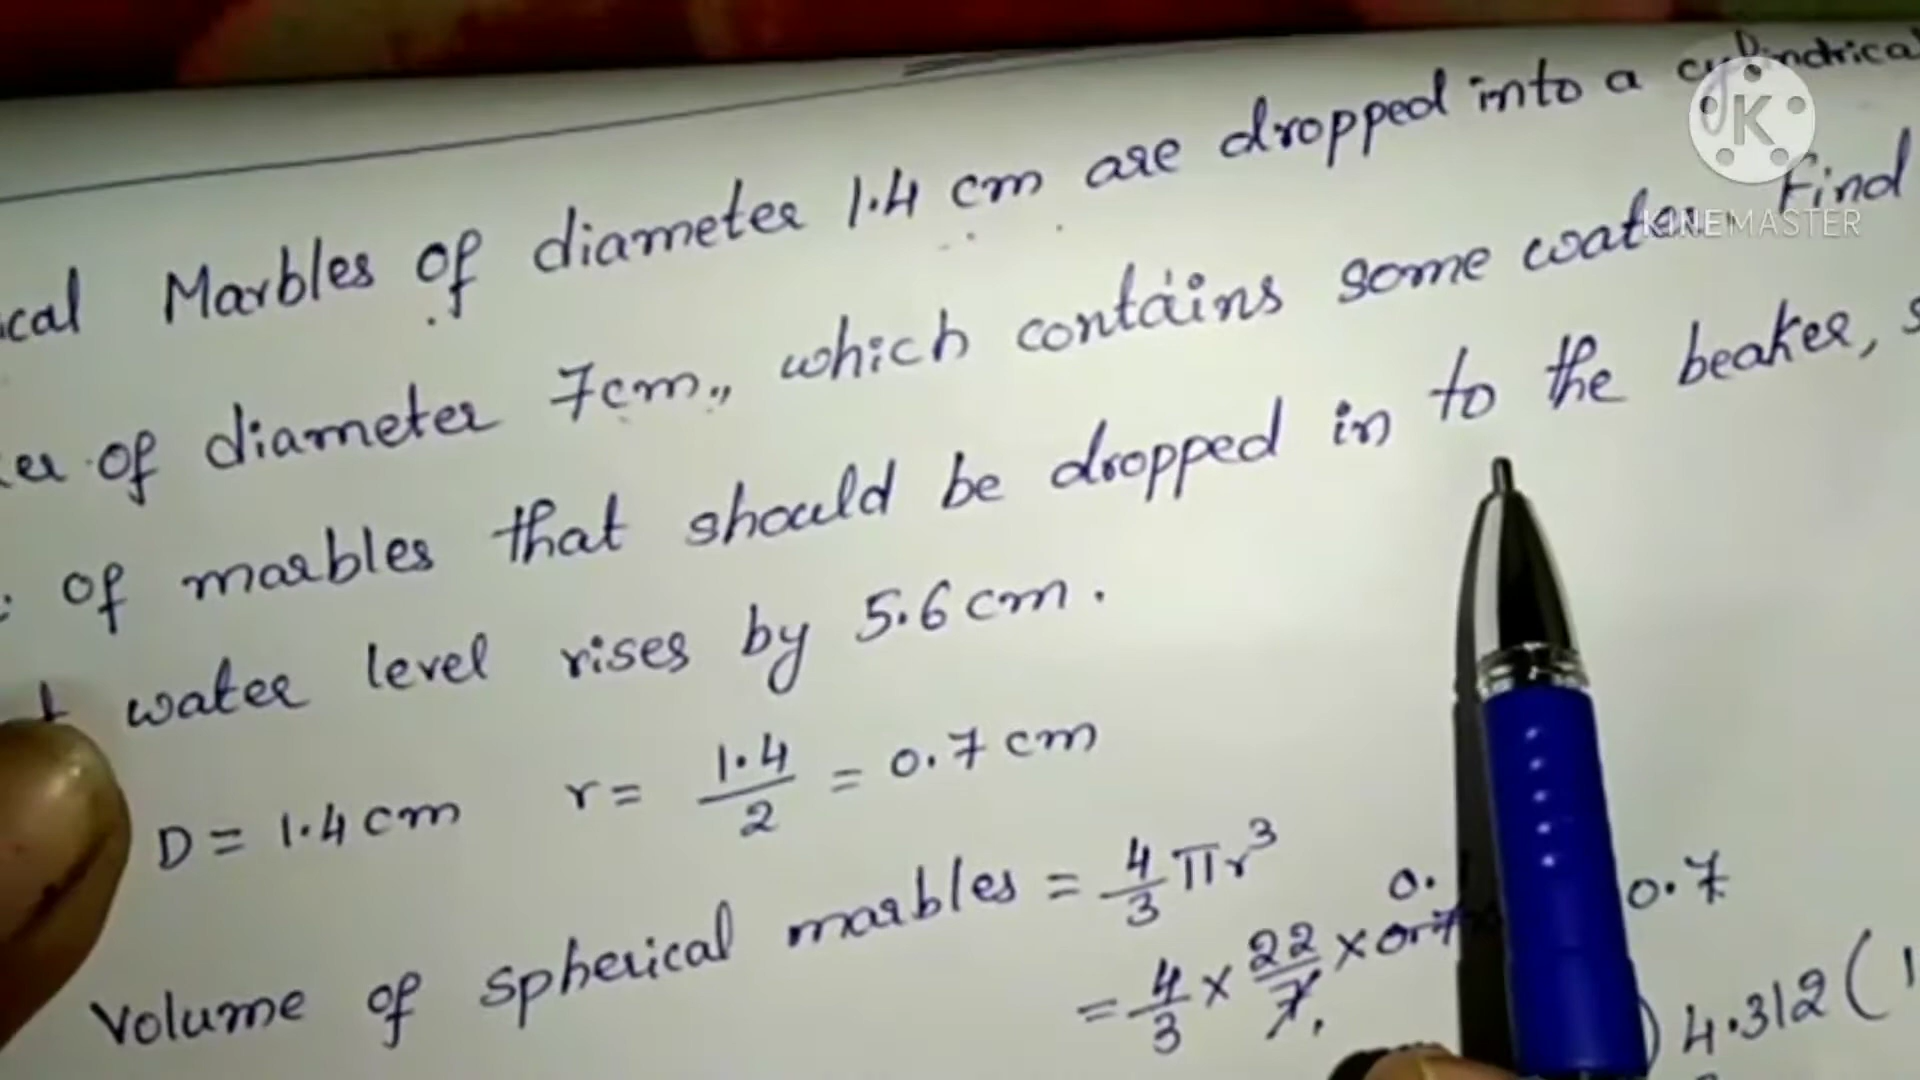 Marbles of diameter 1.4 cm are dropped into a cylindrical
of diameter 7cm., which contains some water. Find
of marbles that should be dropped in to the beaker,
water level rises by 5.6 cm.
D = 1.4 cm r = 1.4/2 = 0.7 cm
Volume of spherical marbles = 4/3 πr³
= 4/3 × 22/7 × 0.7 0.7
4.312 (
K
KINEMASTER